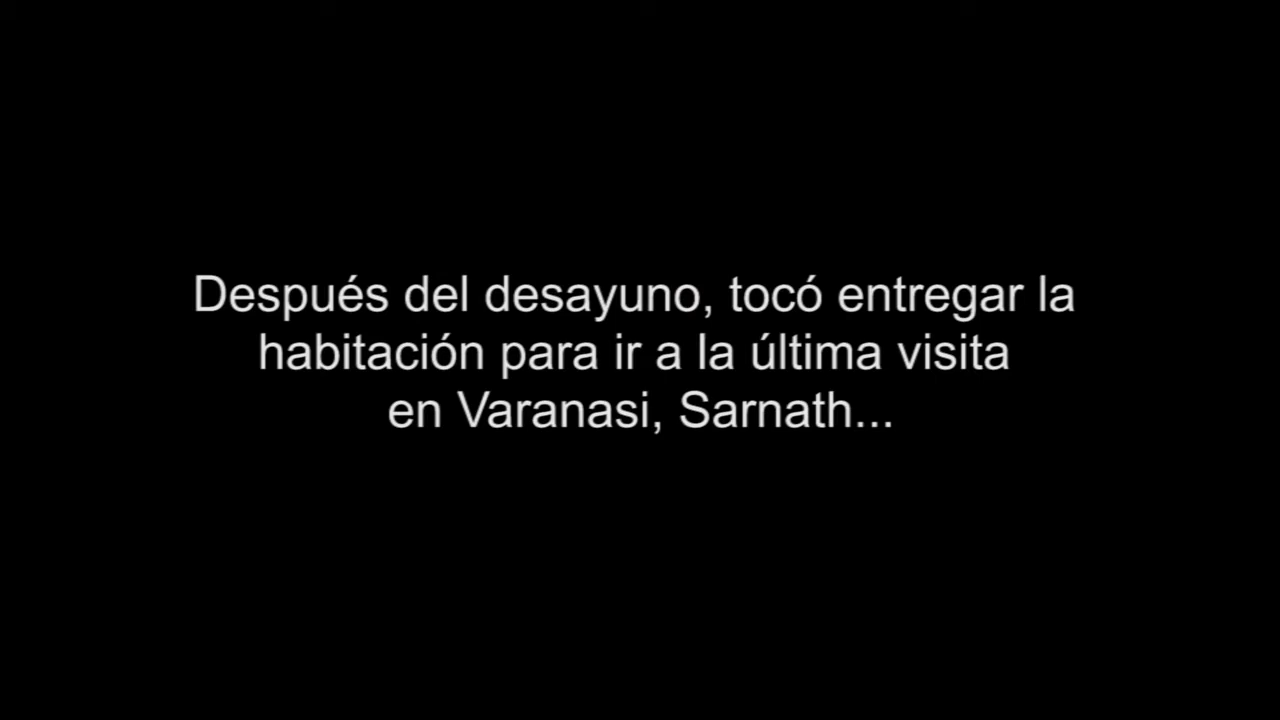 Después del desayuno, tocó entregar la
habitación para ir a la última visita
en Varanasi, Sarnath...